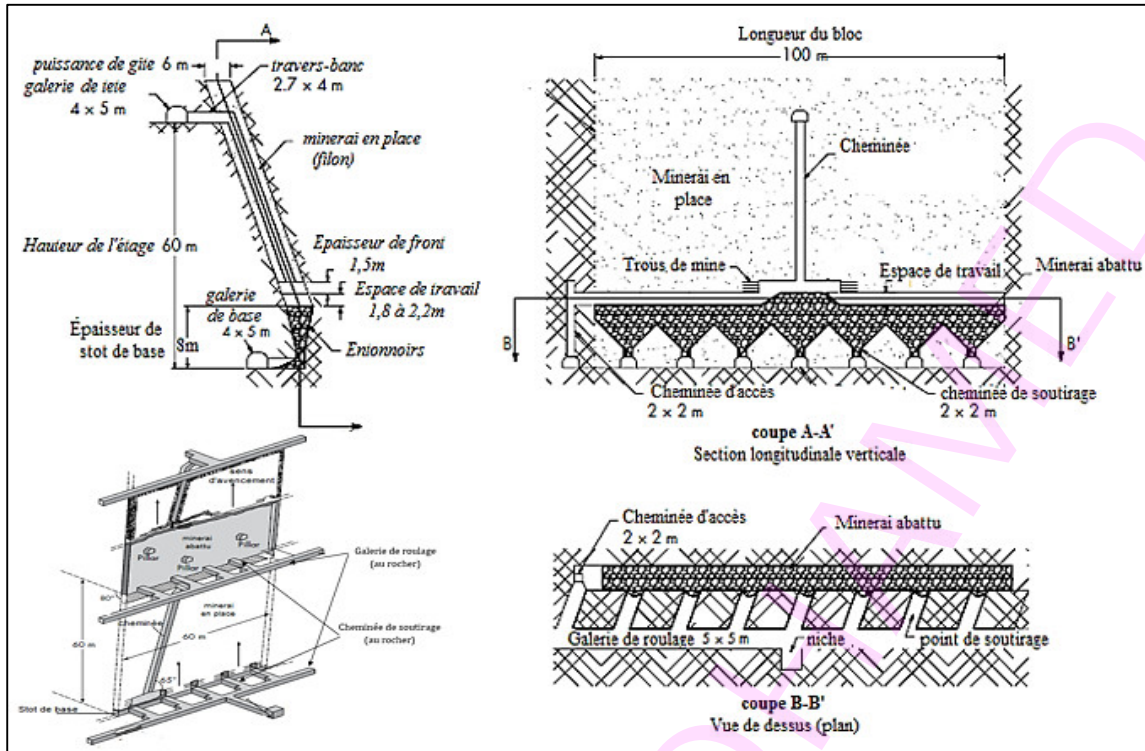 A
puissance de gîte 6 m
galerie de tete
4 × 5 m
travers-banc
2.7 × 4 m
minerai en place
(filon)
Hauteur de l'étage 60 m
Epaisseur de front
1,5m
Espace de travail
1,8 à 2,2m
galerie
de base
4 × 5 m
Épaisseur de
stot de base
8m
Enionnoirs
Longueur du bloc
100 m
Cheminée
Minerai en
place
Trous de mine
Espace de travail
Minerai abattu
B
B'
Cheminée d'accès
2 × 2 m
cheminée de soutirage
2 × 2 m
coupe A-A'
Section longitudinale verticale
sens
d'avencement
minerai
abattu
Pillar
Pillar
Pillar
Galerie de roulage
(au rocher)
80°
minerai
en place
cheminée
60 m
60 m
Cheminée de soutirage
(au rocher)
65°
Stot de base
Cheminée d'accès
2 × 2 m
Minerai abattu
Galerie de roulage 5 × 5 m
niche
point de soutirage
coupe B-B'
Vue de dessus (plan)